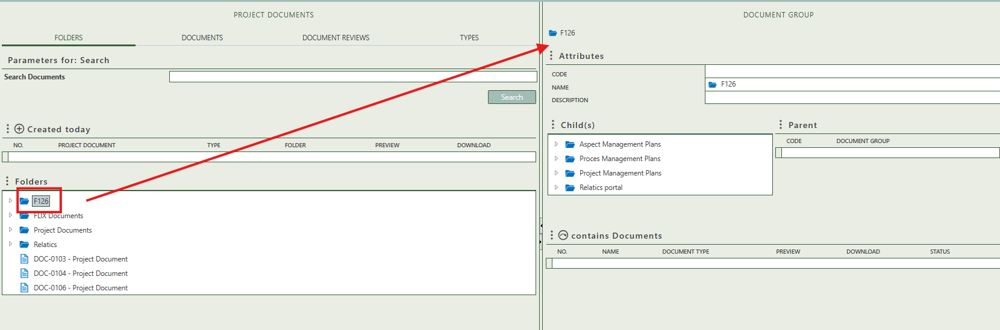 PROJECT DOCUMENTS
FOLDERS DOCUMENTS DOCUMENT REVIEWS TYPES
Parameters for: Search
Search Documents
Search
Created today
NO. PROJECT DOCUMENT TYPE FOLDER PREVIEW DOWNLOAD
Folders
F126
FLIX Documents
Project Documents
Relatics
DOC-0103 - Project Document
DOC-0104 - Project Document
DOC-0106 - Project Document
DOCUMENT GROUP
F126
Attributes
CODE
NAME F126
DESCRIPTION
Child(s)
Aspect Management Plans
Proces Management Plans
Project Management Plans
Relatics portal
Parent
CODE DOCUMENT GROUP
contains Documents
NO. NAME DOCUMENT TYPE PREVIEW DOWNLOAD STATUS